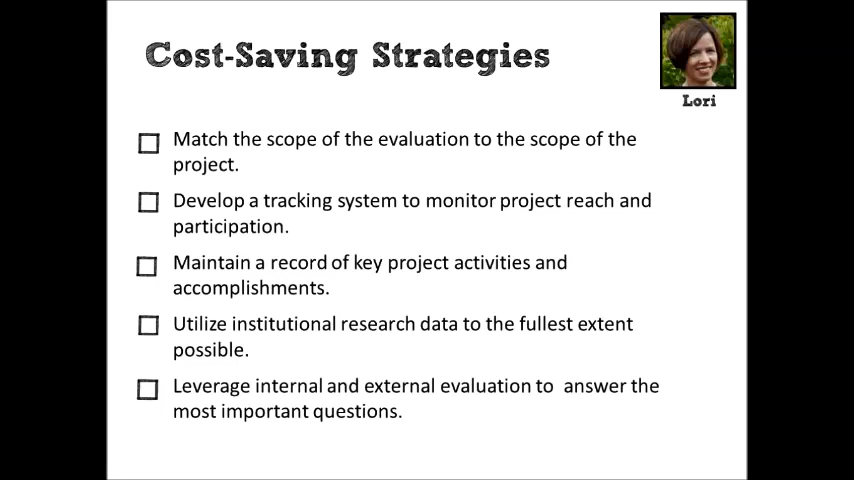 Cost-Saving Strategies
Lori
Match the scope of the evaluation to the scope of the
project.
Develop a tracking system to monitor project reach and
participation.
Maintain a record of key project activities and
accomplishments.
Utilize institutional research data to the fullest extent
possible.
Leverage internal and external evaluation to  answer the
most important questions.